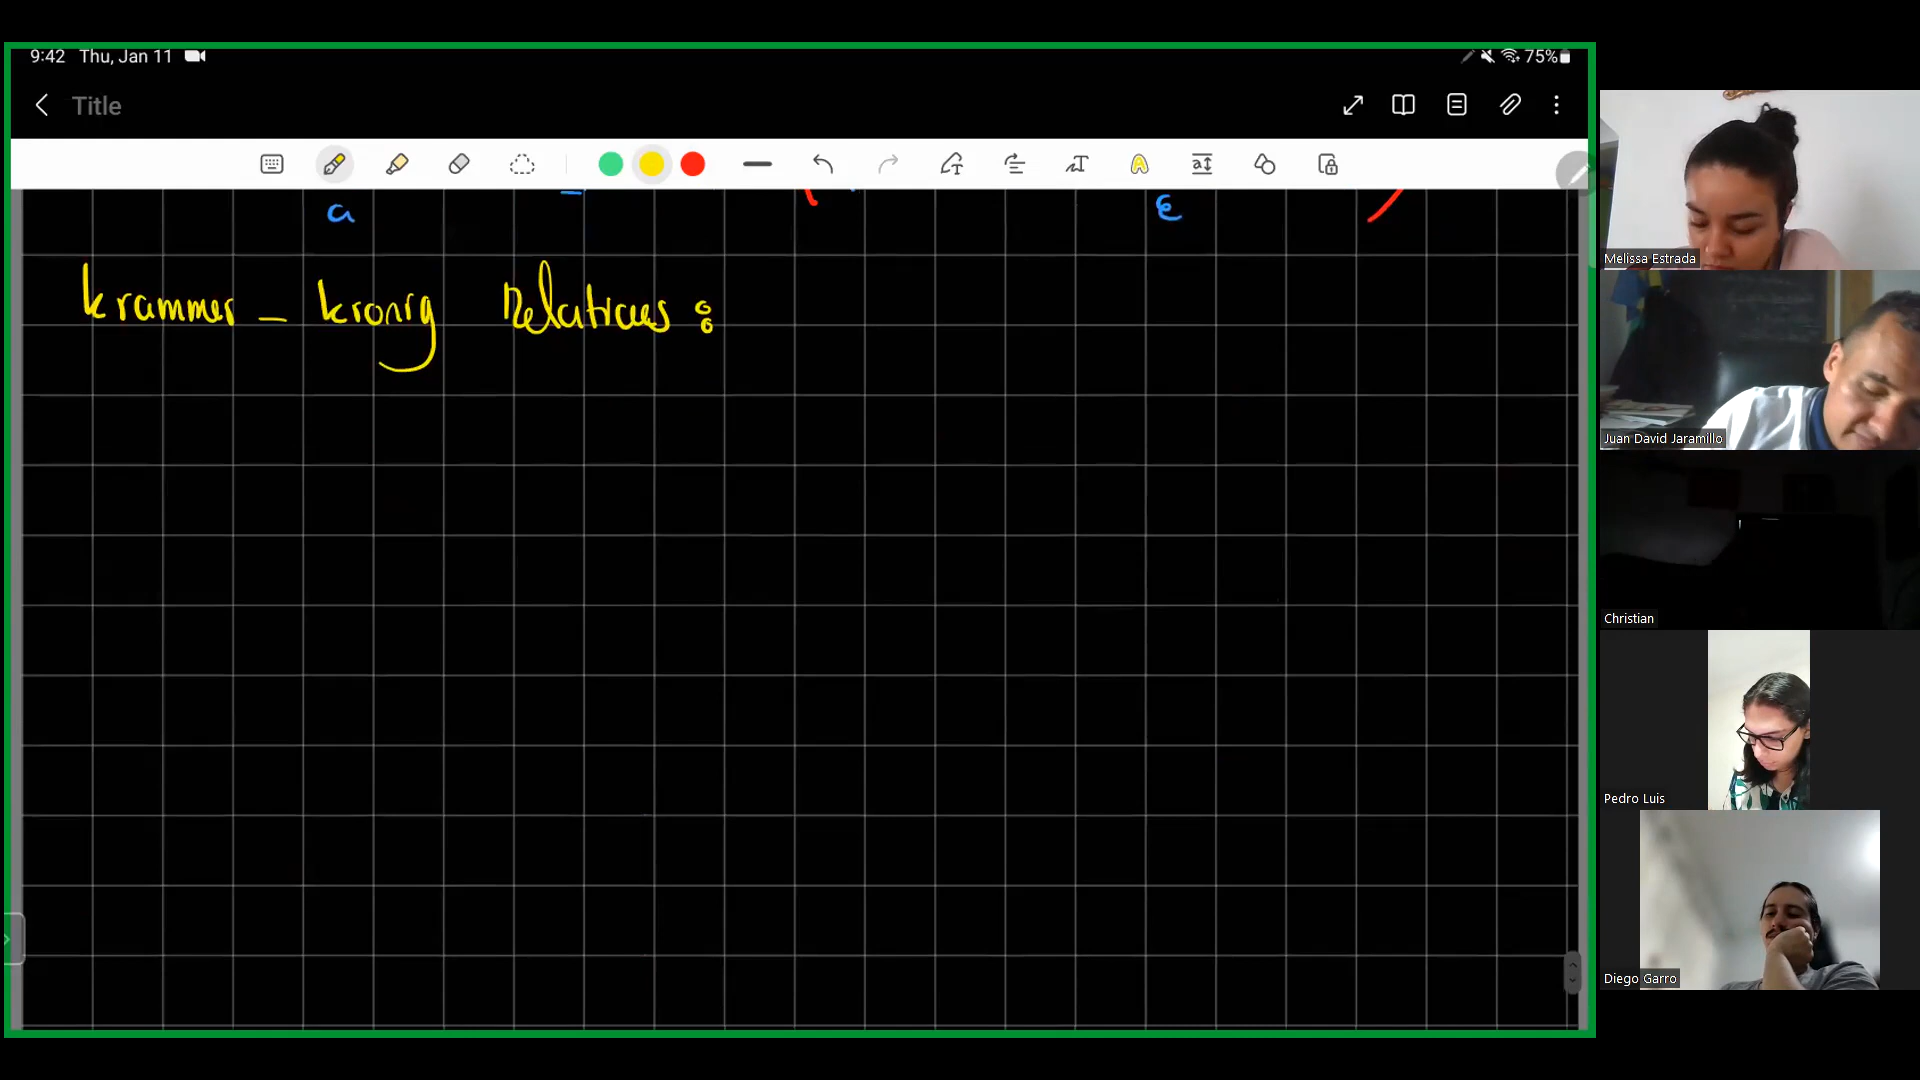 9:42 Thu, Jan 11 75%
Title
a ε
krammer - kronig Relations :
Melissa Estrada
Juan David Jaramillo
Christian
Pedro Luis
Diego Garro